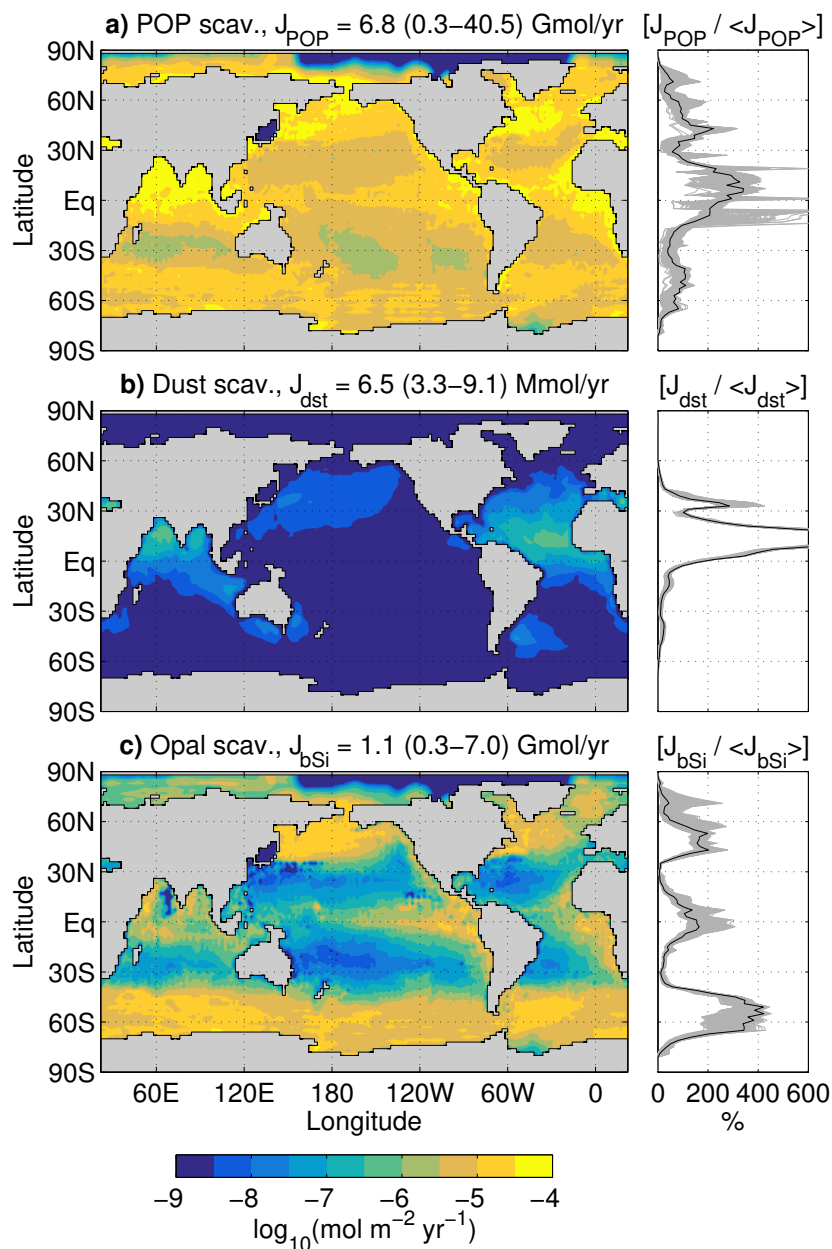 a) POP scav., J_POP = 6.8 (0.3−40.5) Gmol/yr
[J_POP / <J_POP>]
90N
60N
30N
Eq
30S
60S
90S
Latitude
b) Dust scav., J_dst = 6.5 (3.3−9.1) Mmol/yr
[J_dst / <J_dst>]
90N
60N
30N
Eq
30S
60S
90S
Latitude
c) Opal scav., J_bSi = 1.1 (0.3−7.0) Gmol/yr
[J_bSi / <J_bSi>]
90N
60N
30N
Eq
30S
60S
90S
Latitude
60E 120E 180 120W 60W 0
Longitude
0 200 400 600
%
−9 −8 −7 −6 −5 −4
log_10(mol m^−2 yr^−1)